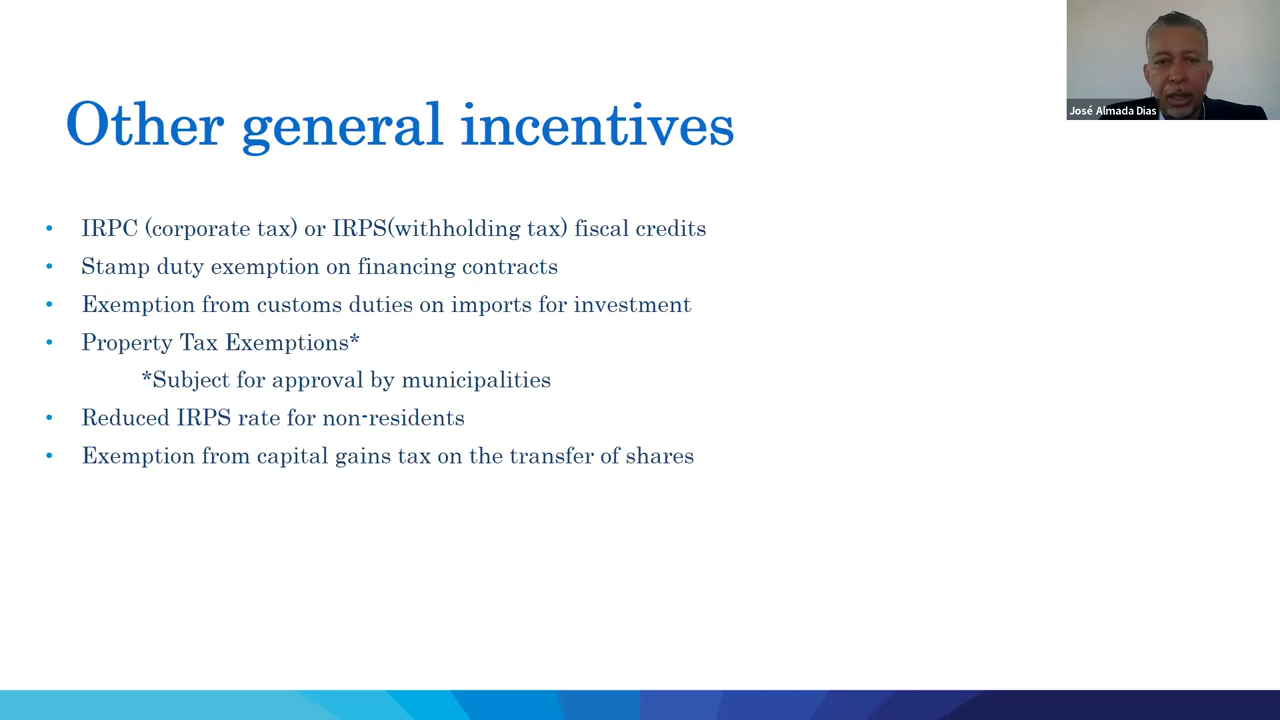 José Almada Dias
Other general incentives
• IRPC (corporate tax) or IRPS(withholding tax) fiscal credits
• Stamp duty exemption on financing contracts
• Exemption from customs duties on imports for investment
• Property Tax Exemptions*
*Subject for approval by municipalities
• Reduced IRPS rate for non-residents
• Exemption from capital gains tax on the transfer of shares